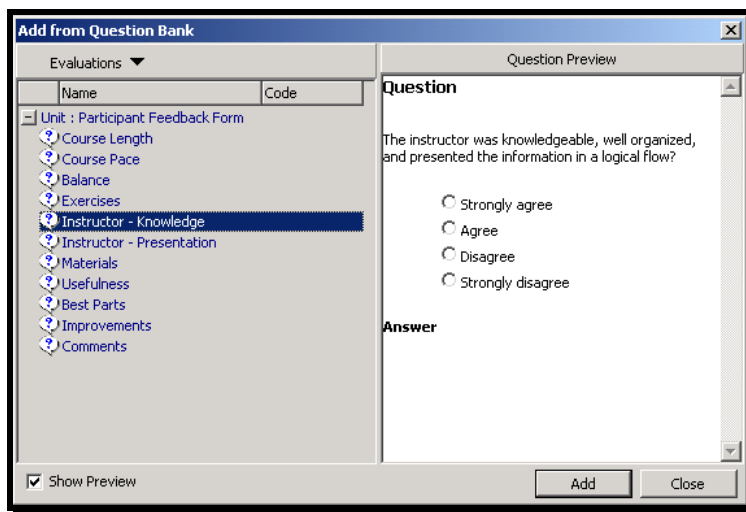 Add from Question Bank
Evaluations
Question Preview
Name Code
Unit : Participant Feedback Form
Course Length
Course Pace
Balance
Exercises
Instructor - Knowledge
Instructor - Presentation
Materials
Usefulness
Best Parts
Improvements
Comments
Question
The instructor was knowledgeable, well organized,
and presented the information in a logical flow?
Strongly agree
Agree
Disagree
Strongly disagree
Answer
Show Preview
Add
Close